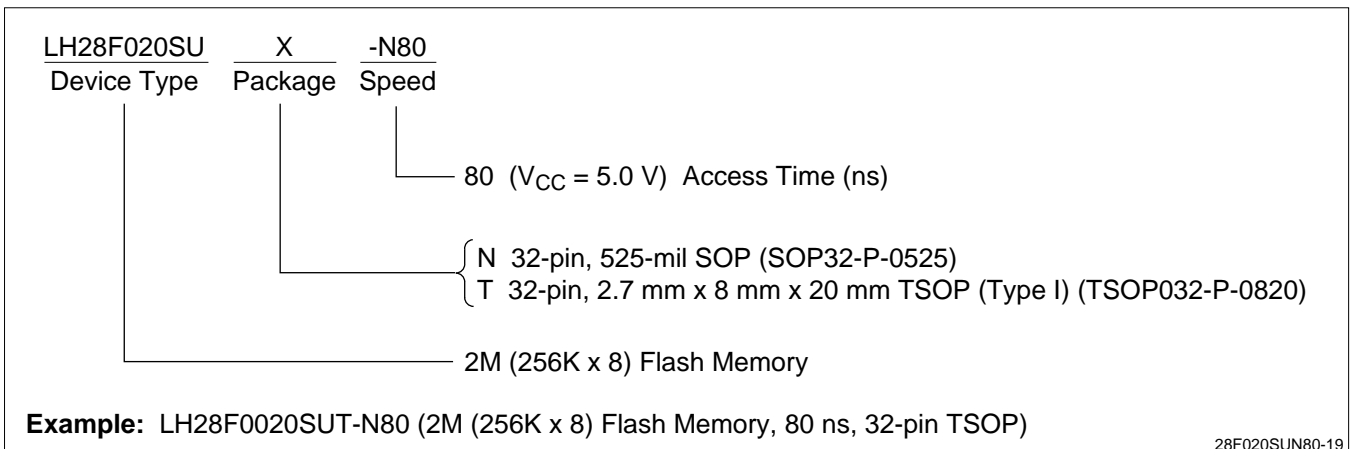 LH28F020SU X -N80
Device Type Package Speed
80 (VCC = 5.0 V) Access Time (ns)
N 32-pin, 525-mil SOP (SOP32-P-0525)
T 32-pin, 2.7 mm x 8 mm x 20 mm TSOP (Type I) (TSOP032-P-0820)
2M (256K x 8) Flash Memory
Example: LH28F0020SUT-N80 (2M (256K x 8) Flash Memory, 80 ns, 32-pin TSOP)
28F020SUN80-19